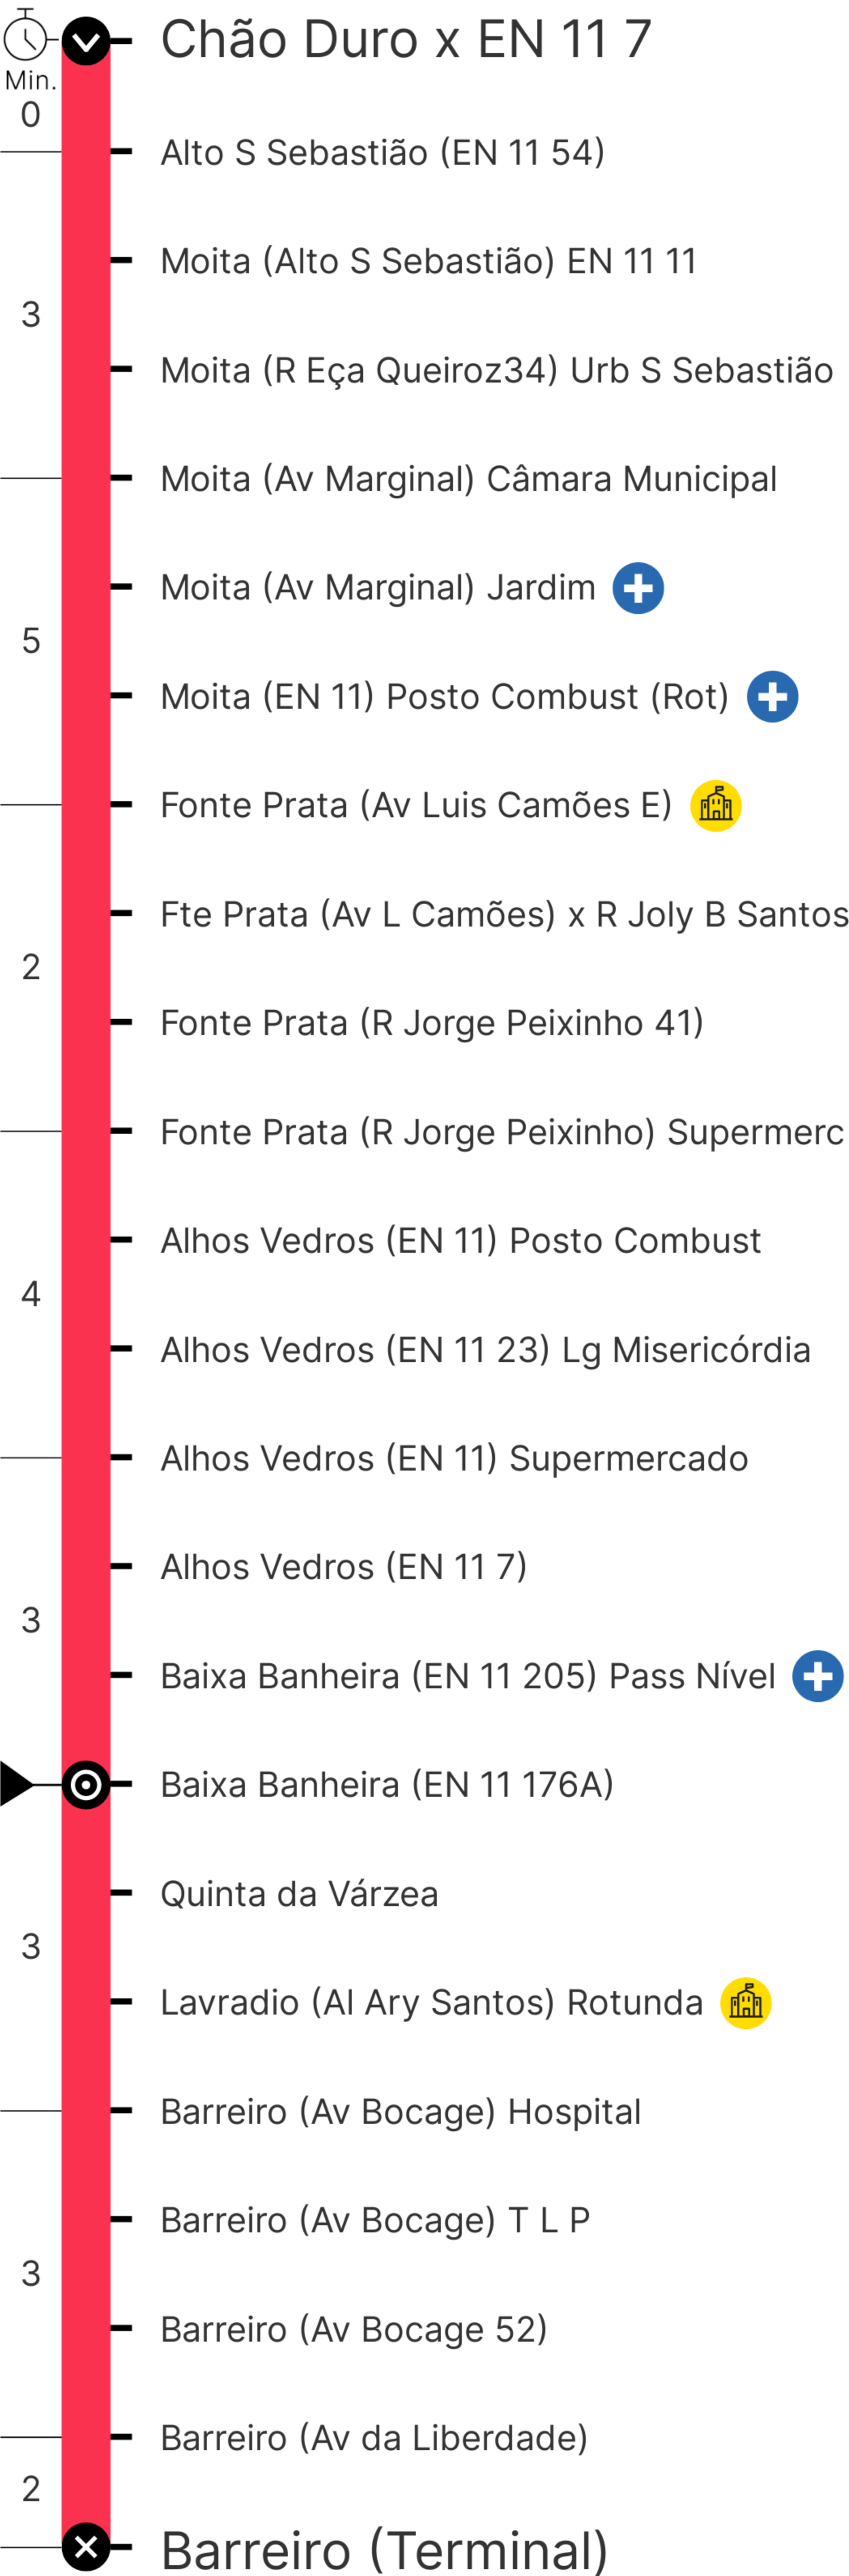 Chão Duro x EN 11 7
Min.
0
Alto S Sebastião (EN 11 54)
Moita (Alto S Sebastião) EN 11 11
3
Moita (R Eça Queiroz34) Urb S Sebastião
Moita (Av Marginal) Câmara Municipal
Moita (Av Marginal) Jardim
5
Moita (EN 11) Posto Combust (Rot)
Fonte Prata (Av Luis Camões E)
Fte Prata (Av L Camões) x R Joly B Santos
2
Fonte Prata (R Jorge Peixinho 41)
Fonte Prata (R Jorge Peixinho) Supermerc
Alhos Vedros (EN 11) Posto Combust
4
Alhos Vedros (EN 11 23) Lg Misericórdia
Alhos Vedros (EN 11) Supermercado
Alhos Vedros (EN 11 7)
3
Baixa Banheira (EN 11 205) Pass Nível
Baixa Banheira (EN 11 176A)
Quinta da Várzea
3
Lavradio (Al Ary Santos) Rotunda
Barreiro (Av Bocage) Hospital
Barreiro (Av Bocage) T L P
3
Barreiro (Av Bocage 52)
Barreiro (Av da Liberdade)
2
Barreiro (Terminal)